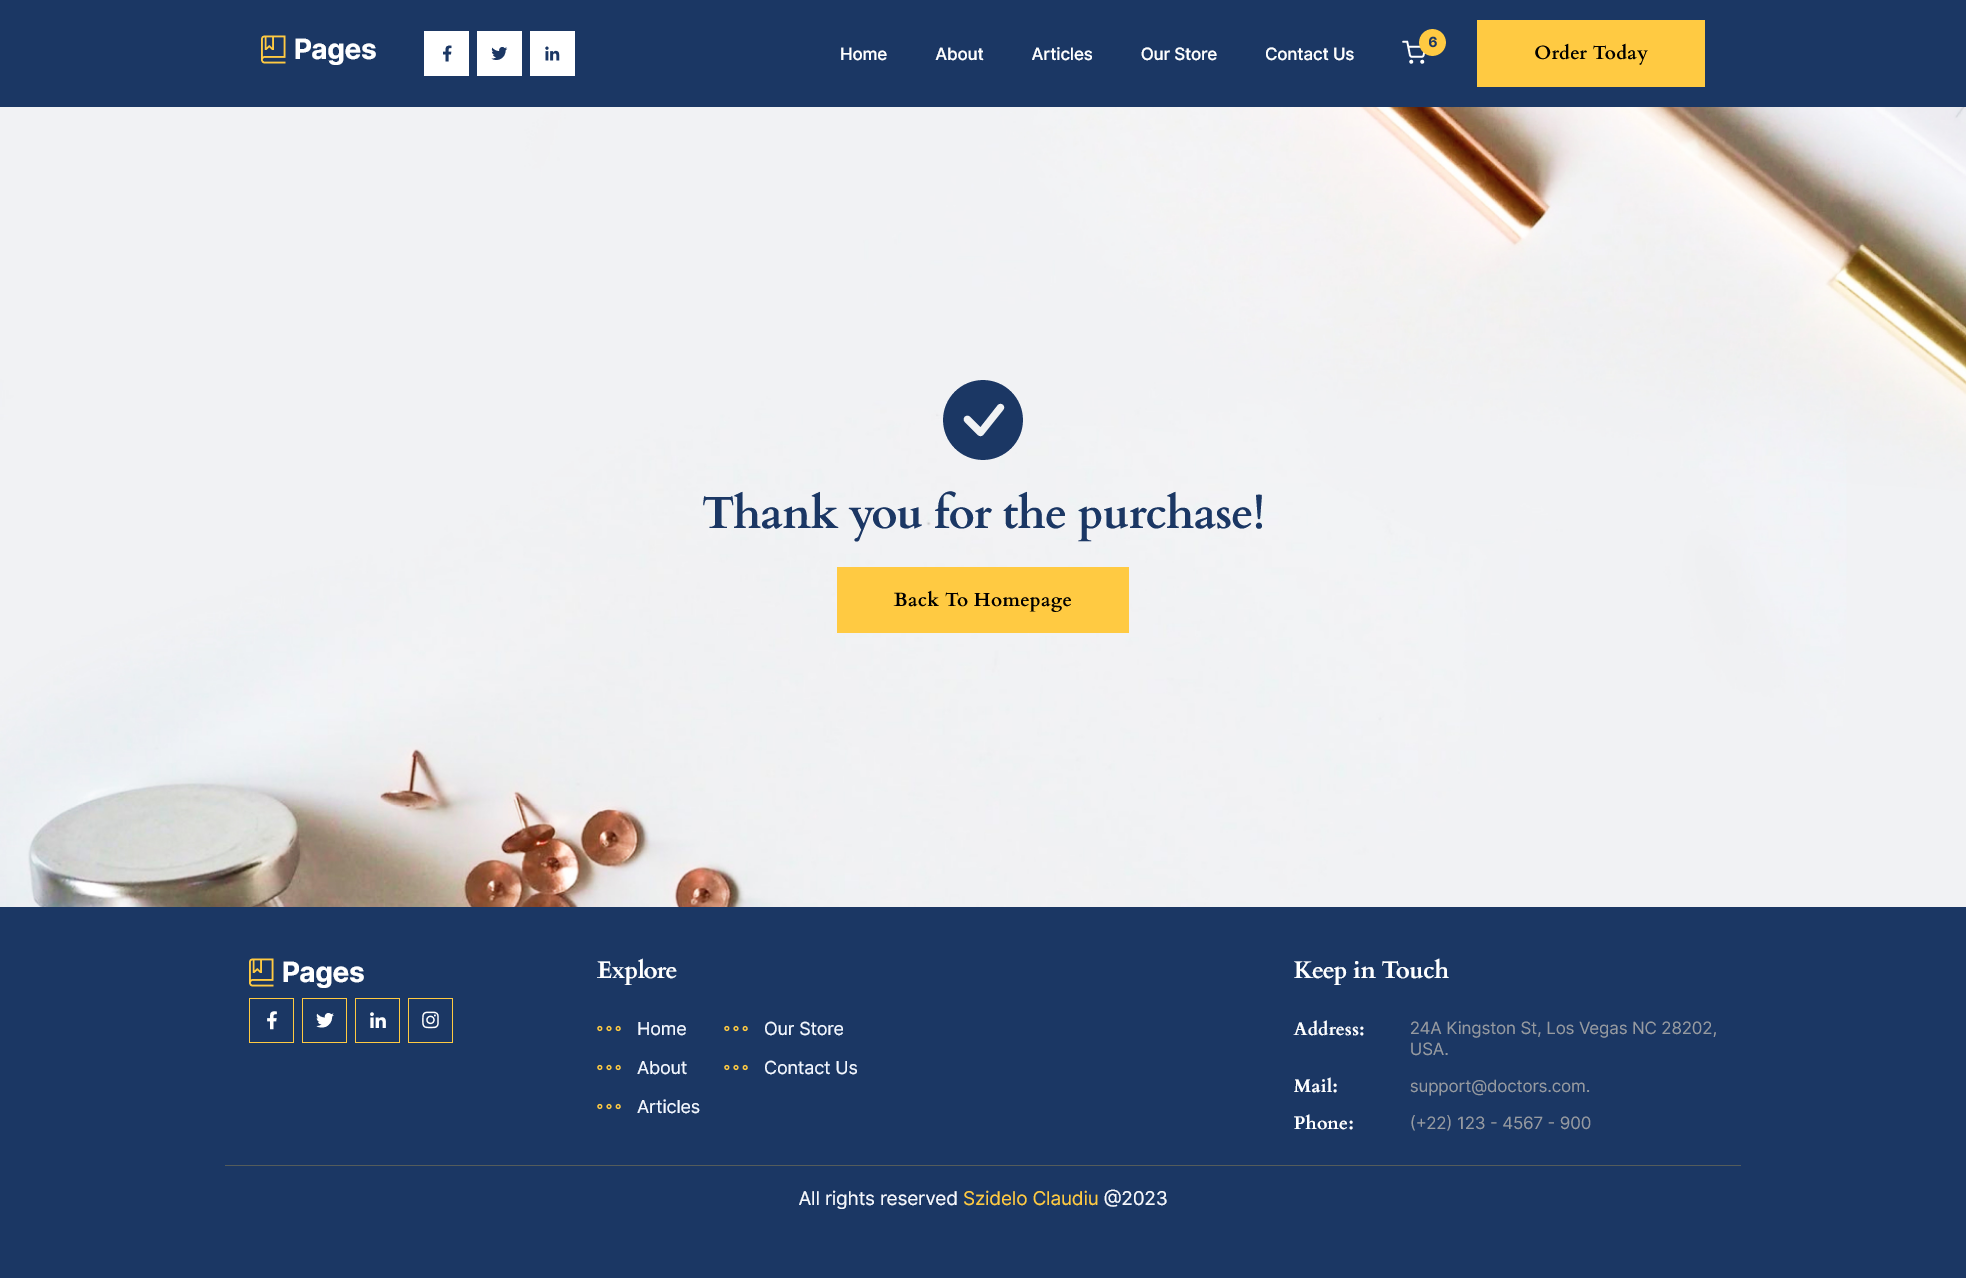 Pages
Home
About
Articles
Our Store
Contact Us
6
Order Today
Thank you for the purchase!
Back To Homepage
Pages
Explore
Home
Our Store
About
Contact Us
Articles
Keep in Touch
Address: 24A Kingston St, Los Vegas NC 28202,
USA.
Mail: support@doctors.com.
Phone: (+22) 123 - 4567 - 900
All rights reserved Szidelo Claudiu @2023